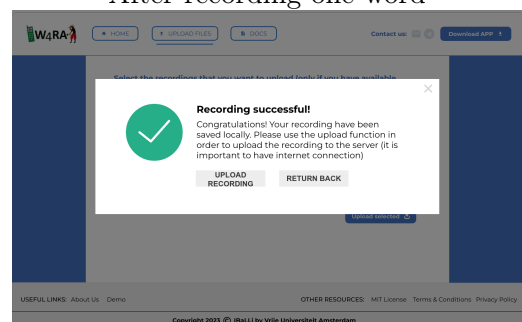 After recording one word
W4RA
HOME
UPLOAD FILES
DOCS
Contact us:
Download APP
Select the recordings that you want to upload (only if you have available
Recording successful!
Congratulations! Your recording have been
saved locally. Please use the upload function in
order to upload the recording to the server (it is
important to have internet connection)
UPLOAD
RECORDING
RETURN BACK
Upload selected
USEFUL LINKS: About Us Demo
OTHER RESOURCES: MIT License Terms & Conditions Privacy Policy
Copyright 2023 © IBaLLi by Vrije Universiteit Amsterdam